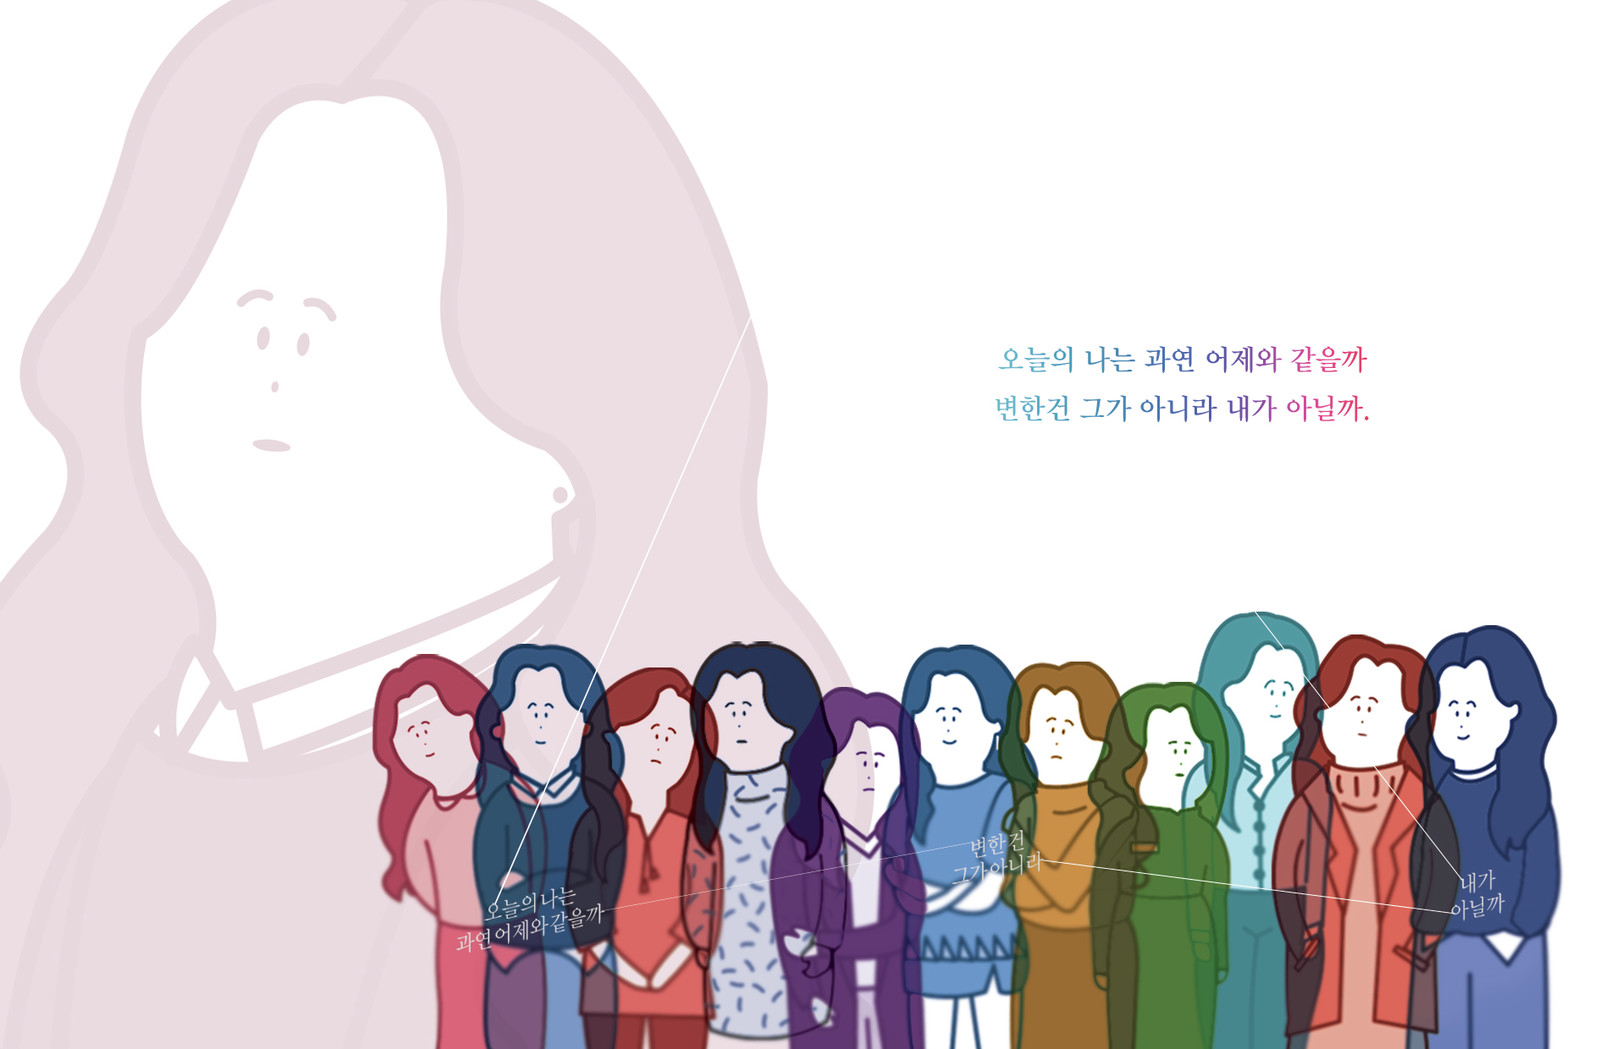 오늘의 나는 과연 어제와 같을까
변한건 그가 아니라 내가 아닐까.
오늘의나는
과연어제와같을까
변한건
그가아니라
내가
아닐까